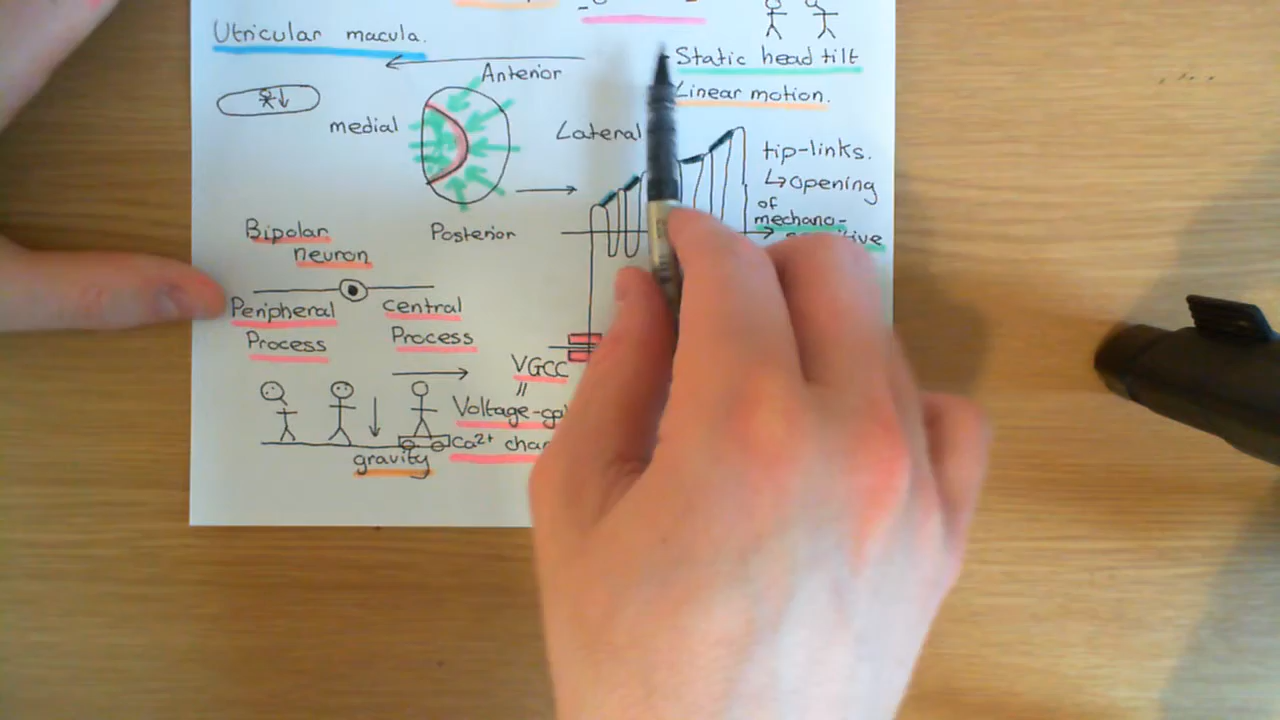 Utricular macula.
Static head tilt
Anterior
Linear motion.
medial
Lateral
tip-links.
↳opening
of
mechano-
Bipolar
neuron
Posterior
Peripheral
Process
central
Process
VGCC
=
Voltage-
Ca²⁺
gravity